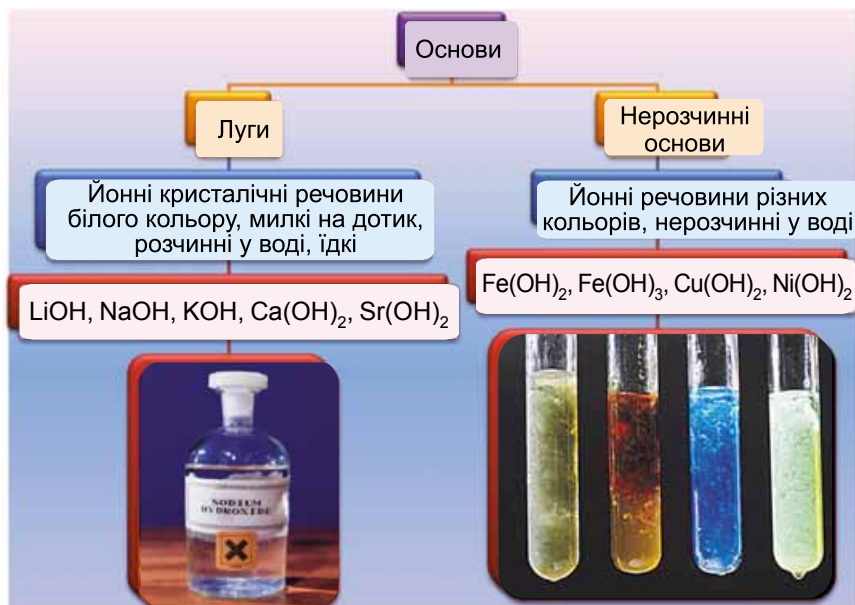 Основи
Луги
Нерозчинні
основи
Йонні кристалічні речовини
білого кольору, милкі на дотик,
розчинні у воді, їдкі
Йонні речовини різних
кольорів, нерозчинні у воді
LiOH, NaOH, KOH, Ca(OH)₂, Sr(OH)₂
Fe(OH)₂, Fe(OH)₃, Cu(OH)₂, Ni(OH)₂
SODIUM
HYDROXIDE